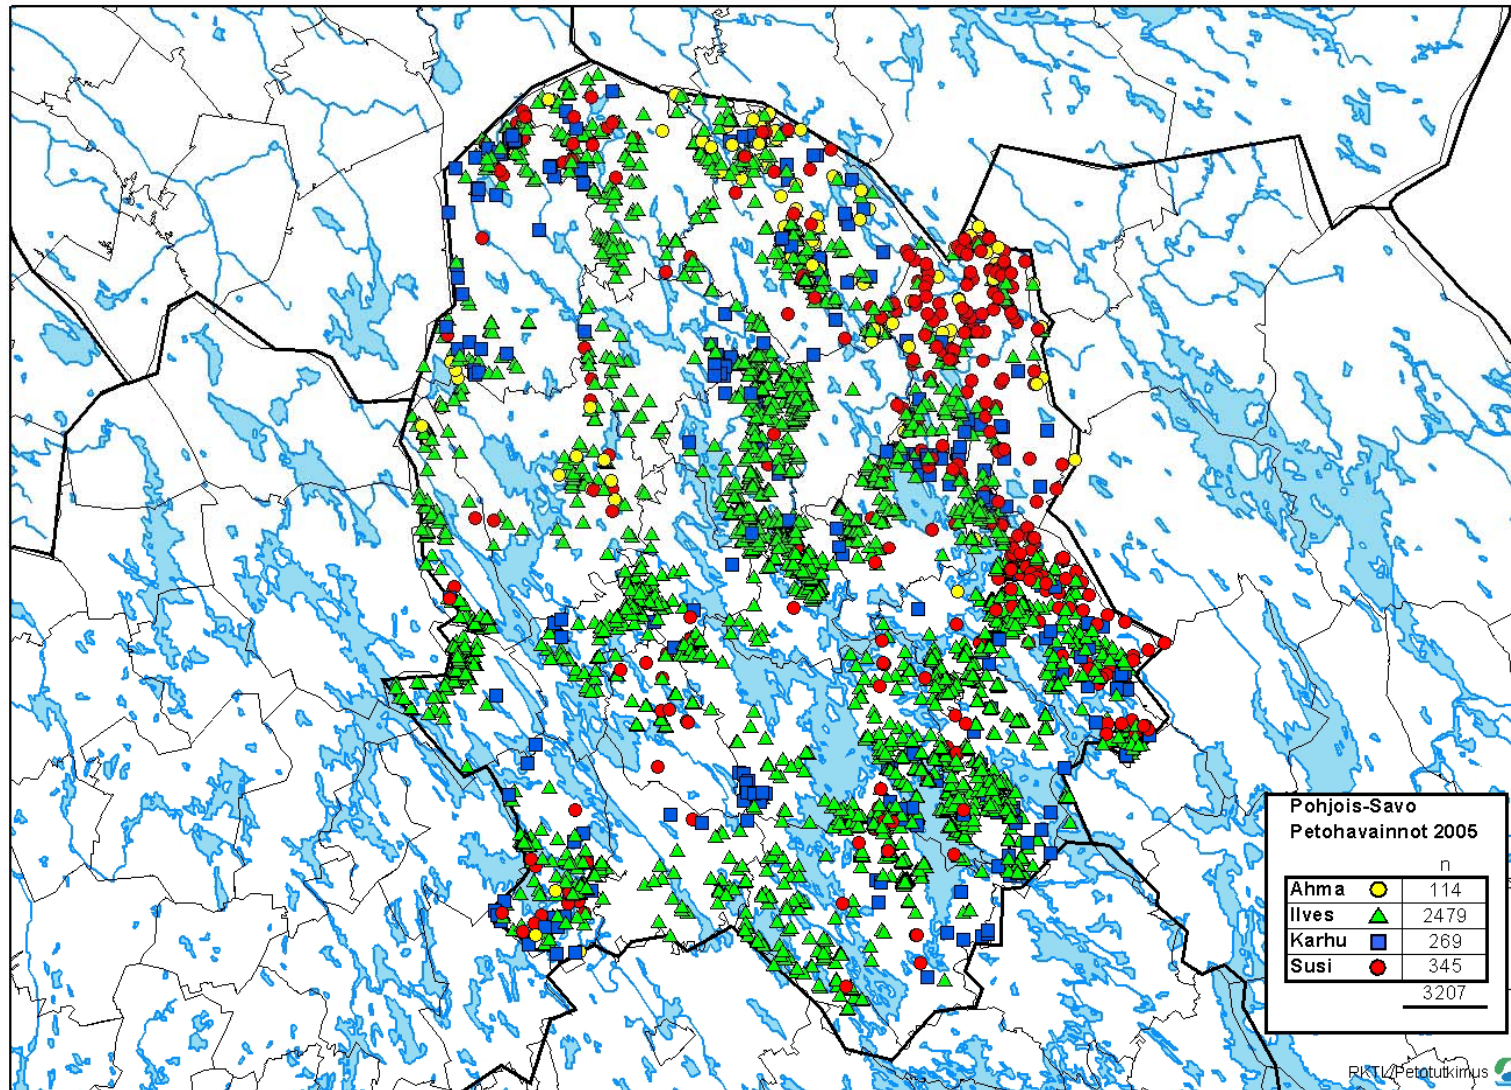 Pohjois-Savo
Petohavainnot 2005
n
Ahma 114
Ilves 2479
Karhu 269
Susi 345
3207
RKTL/Petotutkimus